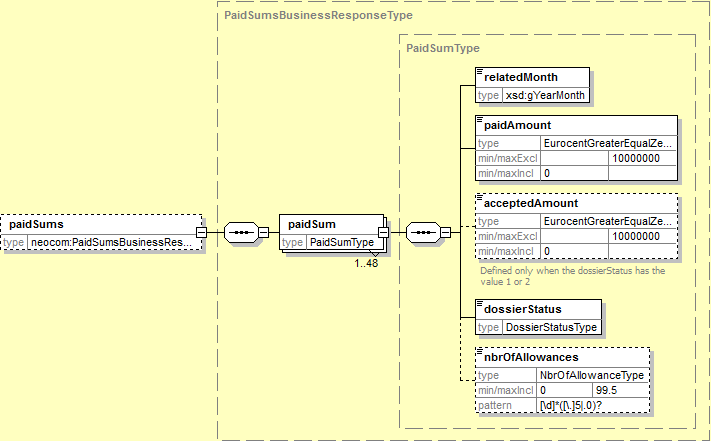 PaidSumsBusinessResponseType
PaidSumType
relatedMonth
type xsd:gYearMonth
paidAmount
type EurocentGreaterEqualZe...
min/maxExcl 10000000
min/maxIncl 0
acceptedAmount
type EurocentGreaterEqualZe...
min/maxExcl 10000000
min/maxIncl 0
Defined only when the dossierStatus has the
value 1 or 2
paidSums
type neocom:PaidSumsBusinessRes...
paidSum
type PaidSumType
1..48
dossierStatus
type DossierStatusType
nbrOfAllowances
type NbrOfAllowanceType
min/maxIncl 0 99.5
pattern [\d]*([\.]5|.0)?